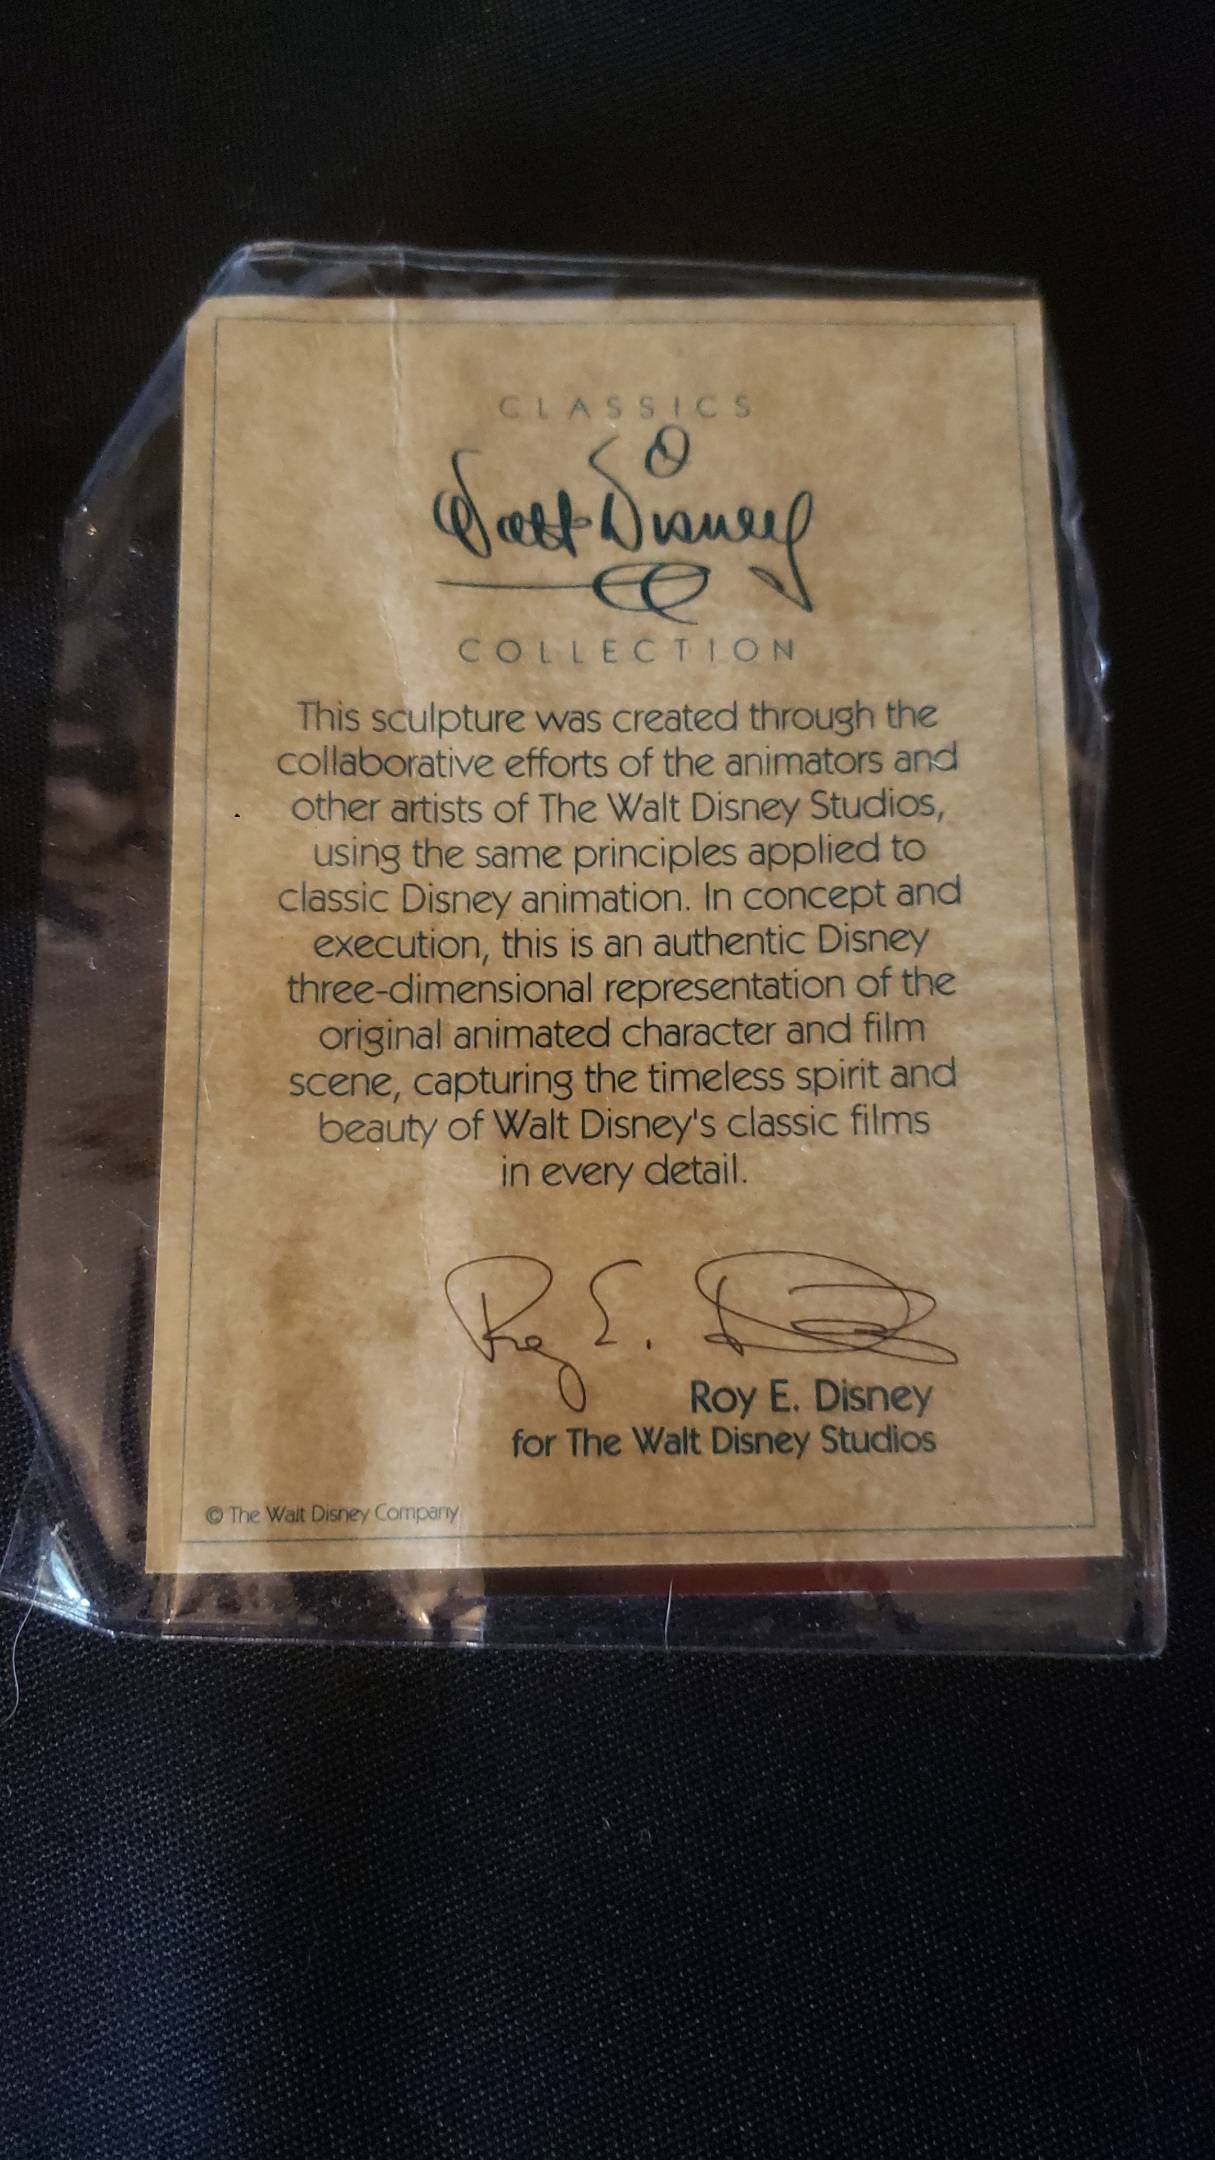 CLASSICS
Walt Disney
COLLECTION
This sculpture was created through the
collaborative efforts of the animators and
other artists of The Walt Disney Studios,
using the same principles applied to
classic Disney animation. In concept and
execution, this is an authentic Disney
three-dimensional representation of the
original animated character and film
scene, capturing the timeless spirit and
beauty of Walt Disney's classic films
in every detail.
Roy E. Disney
Roy E. Disney
for The Walt Disney Studios
© The Walt Disney Company